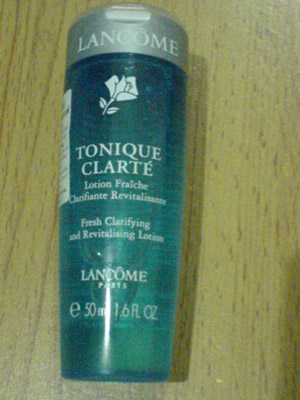 LANCÔME
TONIQUE
CLARTÉ
Lotion Fraîche
Clarifiante Revitalisante
Fresh Clarifying
and Revitalising Lotion
LANCÔME
PARIS
e 50 ml 1.6 FL OZ